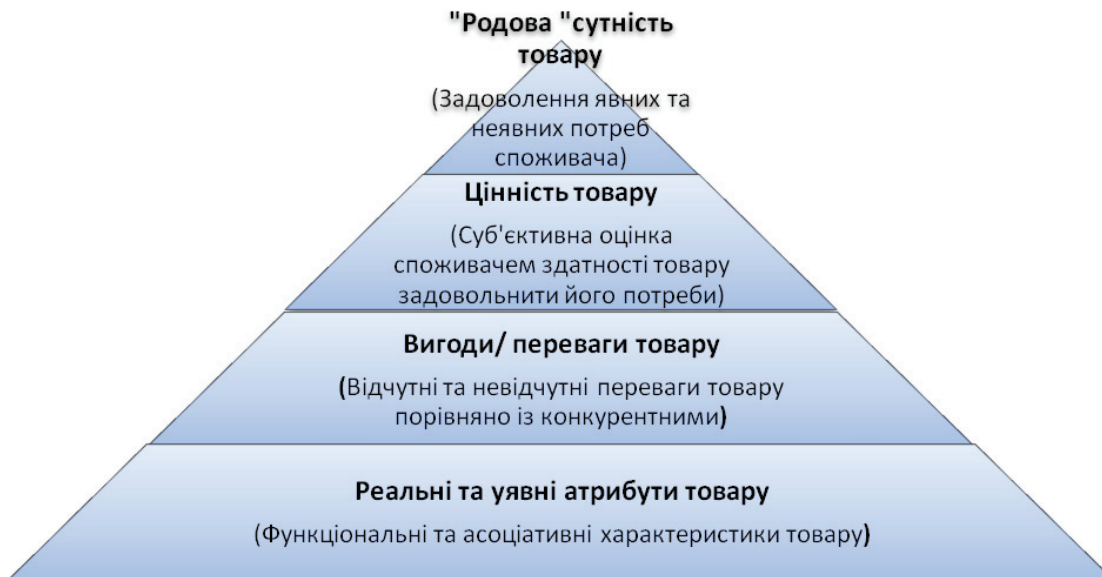 "Родова "сутність
товару
(Задоволення явних та
неявних потреб
споживача)
Цінність товару
(Суб'єктивна оцінка
споживачем здатності товару
задовольнити його потреби)
Вигоди/ переваги товару
(Відчутні та невідчутні переваги товару
порівняно із конкурентними)
Реальні та уявні атрибути товару
(Функціональні та асоціативні характеристики товару)